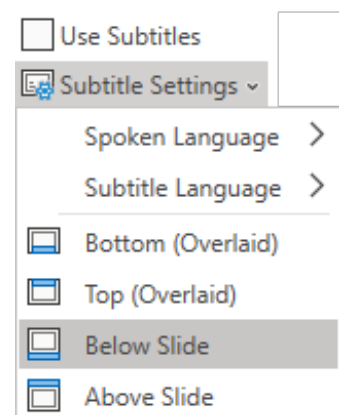 Use Subtitles
Subtitle Settings
Spoken Language
Subtitle Language
Bottom (Overlaid)
Top (Overlaid)
Below Slide
Above Slide